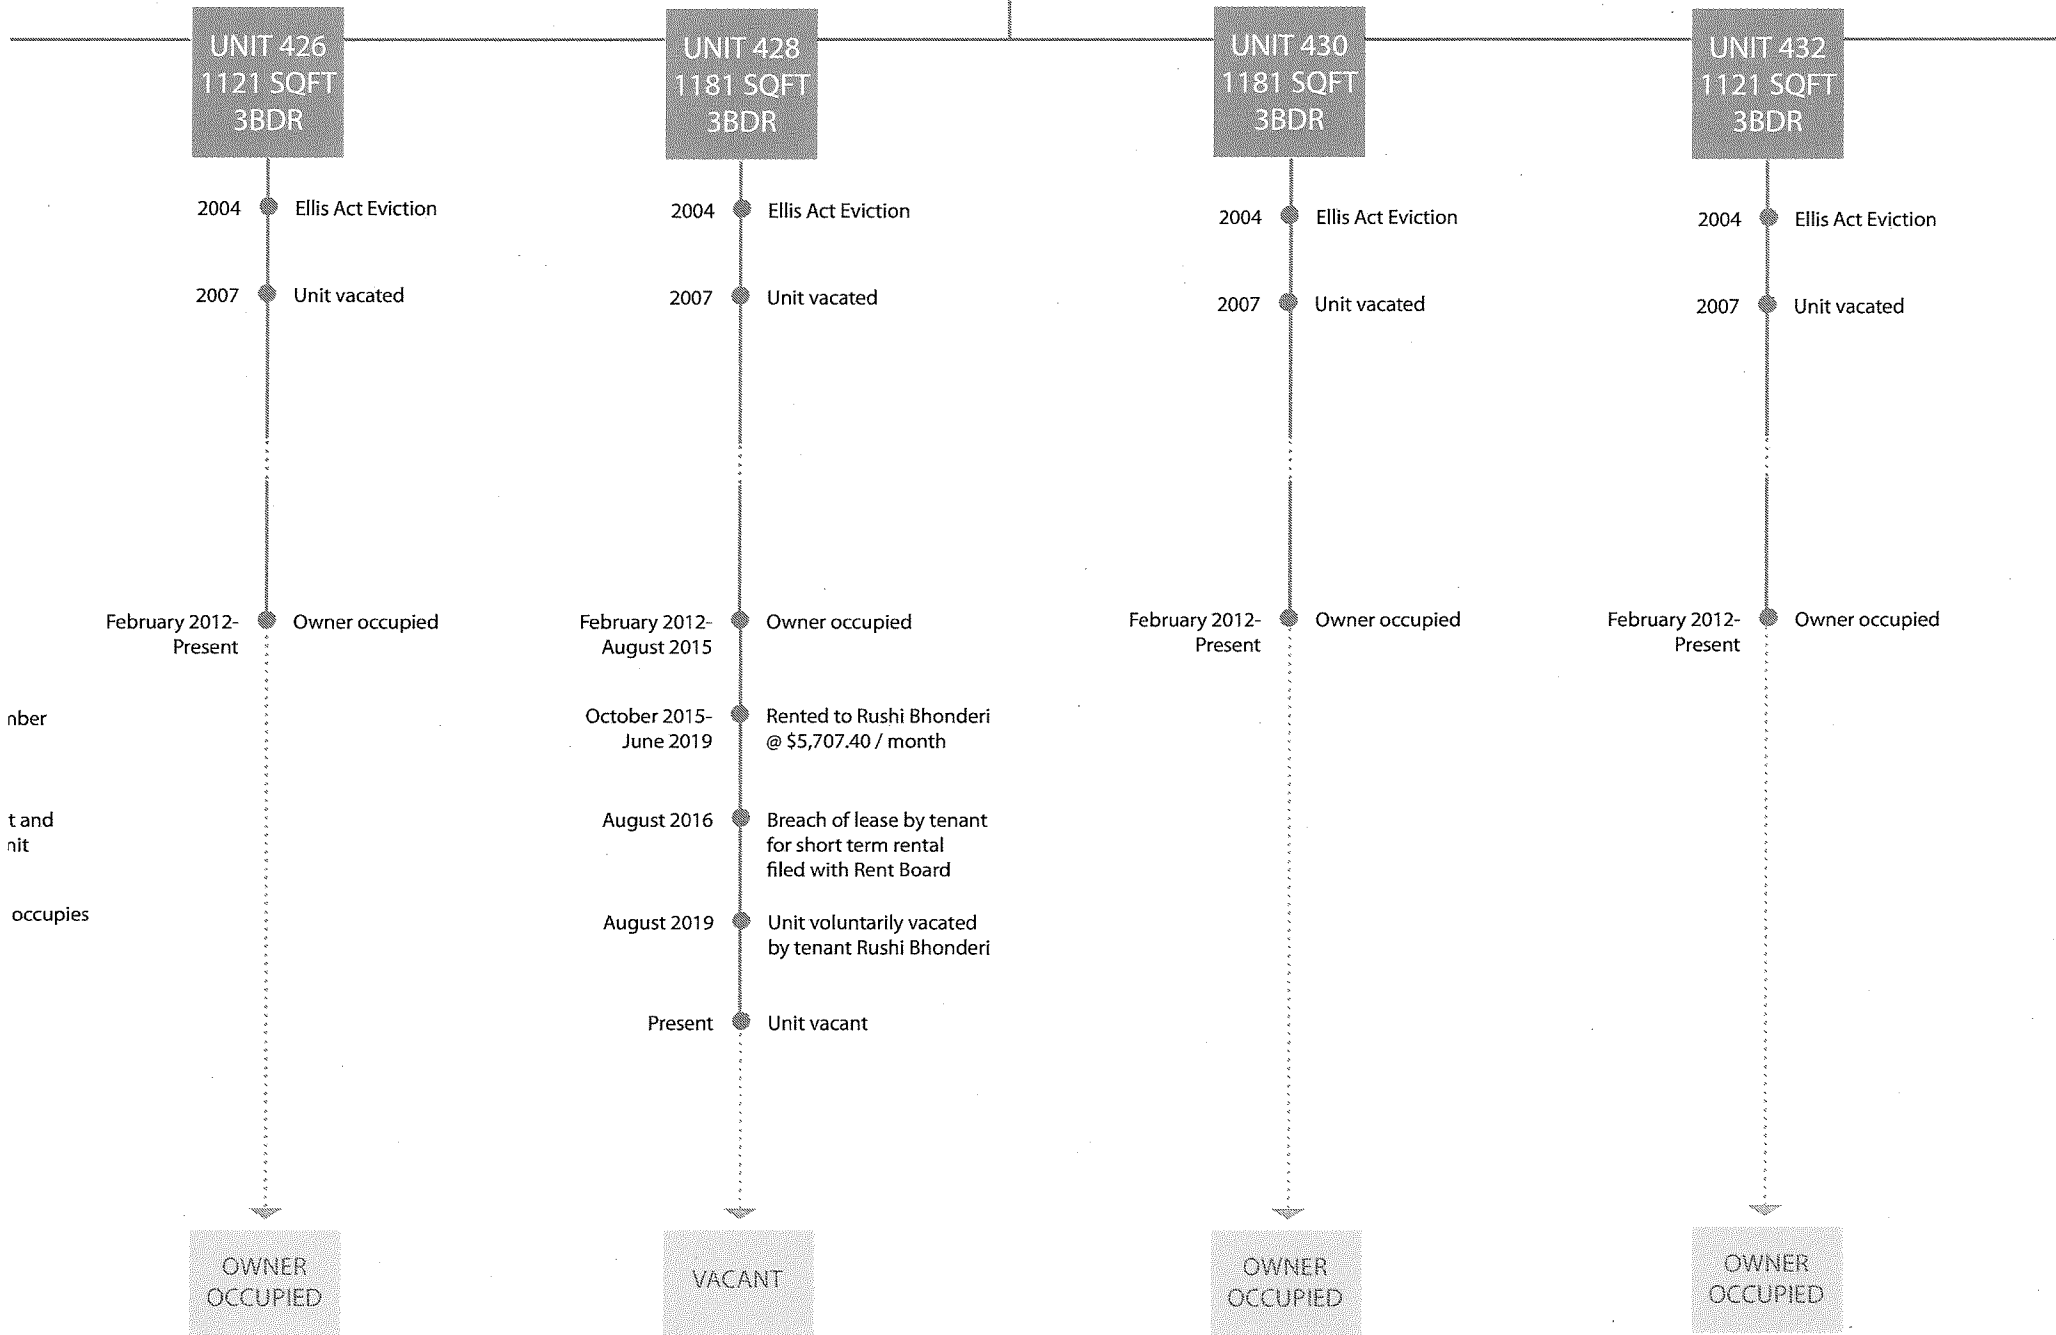 UNIT 426
1121 SQFT
3BDR
2004
Ellis Act Eviction
2007
Unit vacated
February 2012-
Present
Owner occupied
OWNER
OCCUPIED
UNIT 428
1181 SQFT
3BDR
2004
Ellis Act Eviction
2007
Unit vacated
February 2012-
August 2015
Owner occupied
October 2015-
June 2019
Rented to Rushi Bhonderi
@ $5,707.40 / month
August 2016
Breach of lease by tenant
for short term rental
filed with Rent Board
August 2019
Unit voluntarily vacated
by tenant Rushi Bhonderi
Present
Unit vacant
VACANT
UNIT 430
1181 SQFT
3BDR
2004
Ellis Act Eviction
2007
Unit vacated
February 2012-
Present
Owner occupied
OWNER
OCCUPIED
UNIT 432
1121 SQFT
3BDR
2004
Ellis Act Eviction
2007
Unit vacated
February 2012-
Present
Owner occupied
OWNER
OCCUPIED
t and
occupies